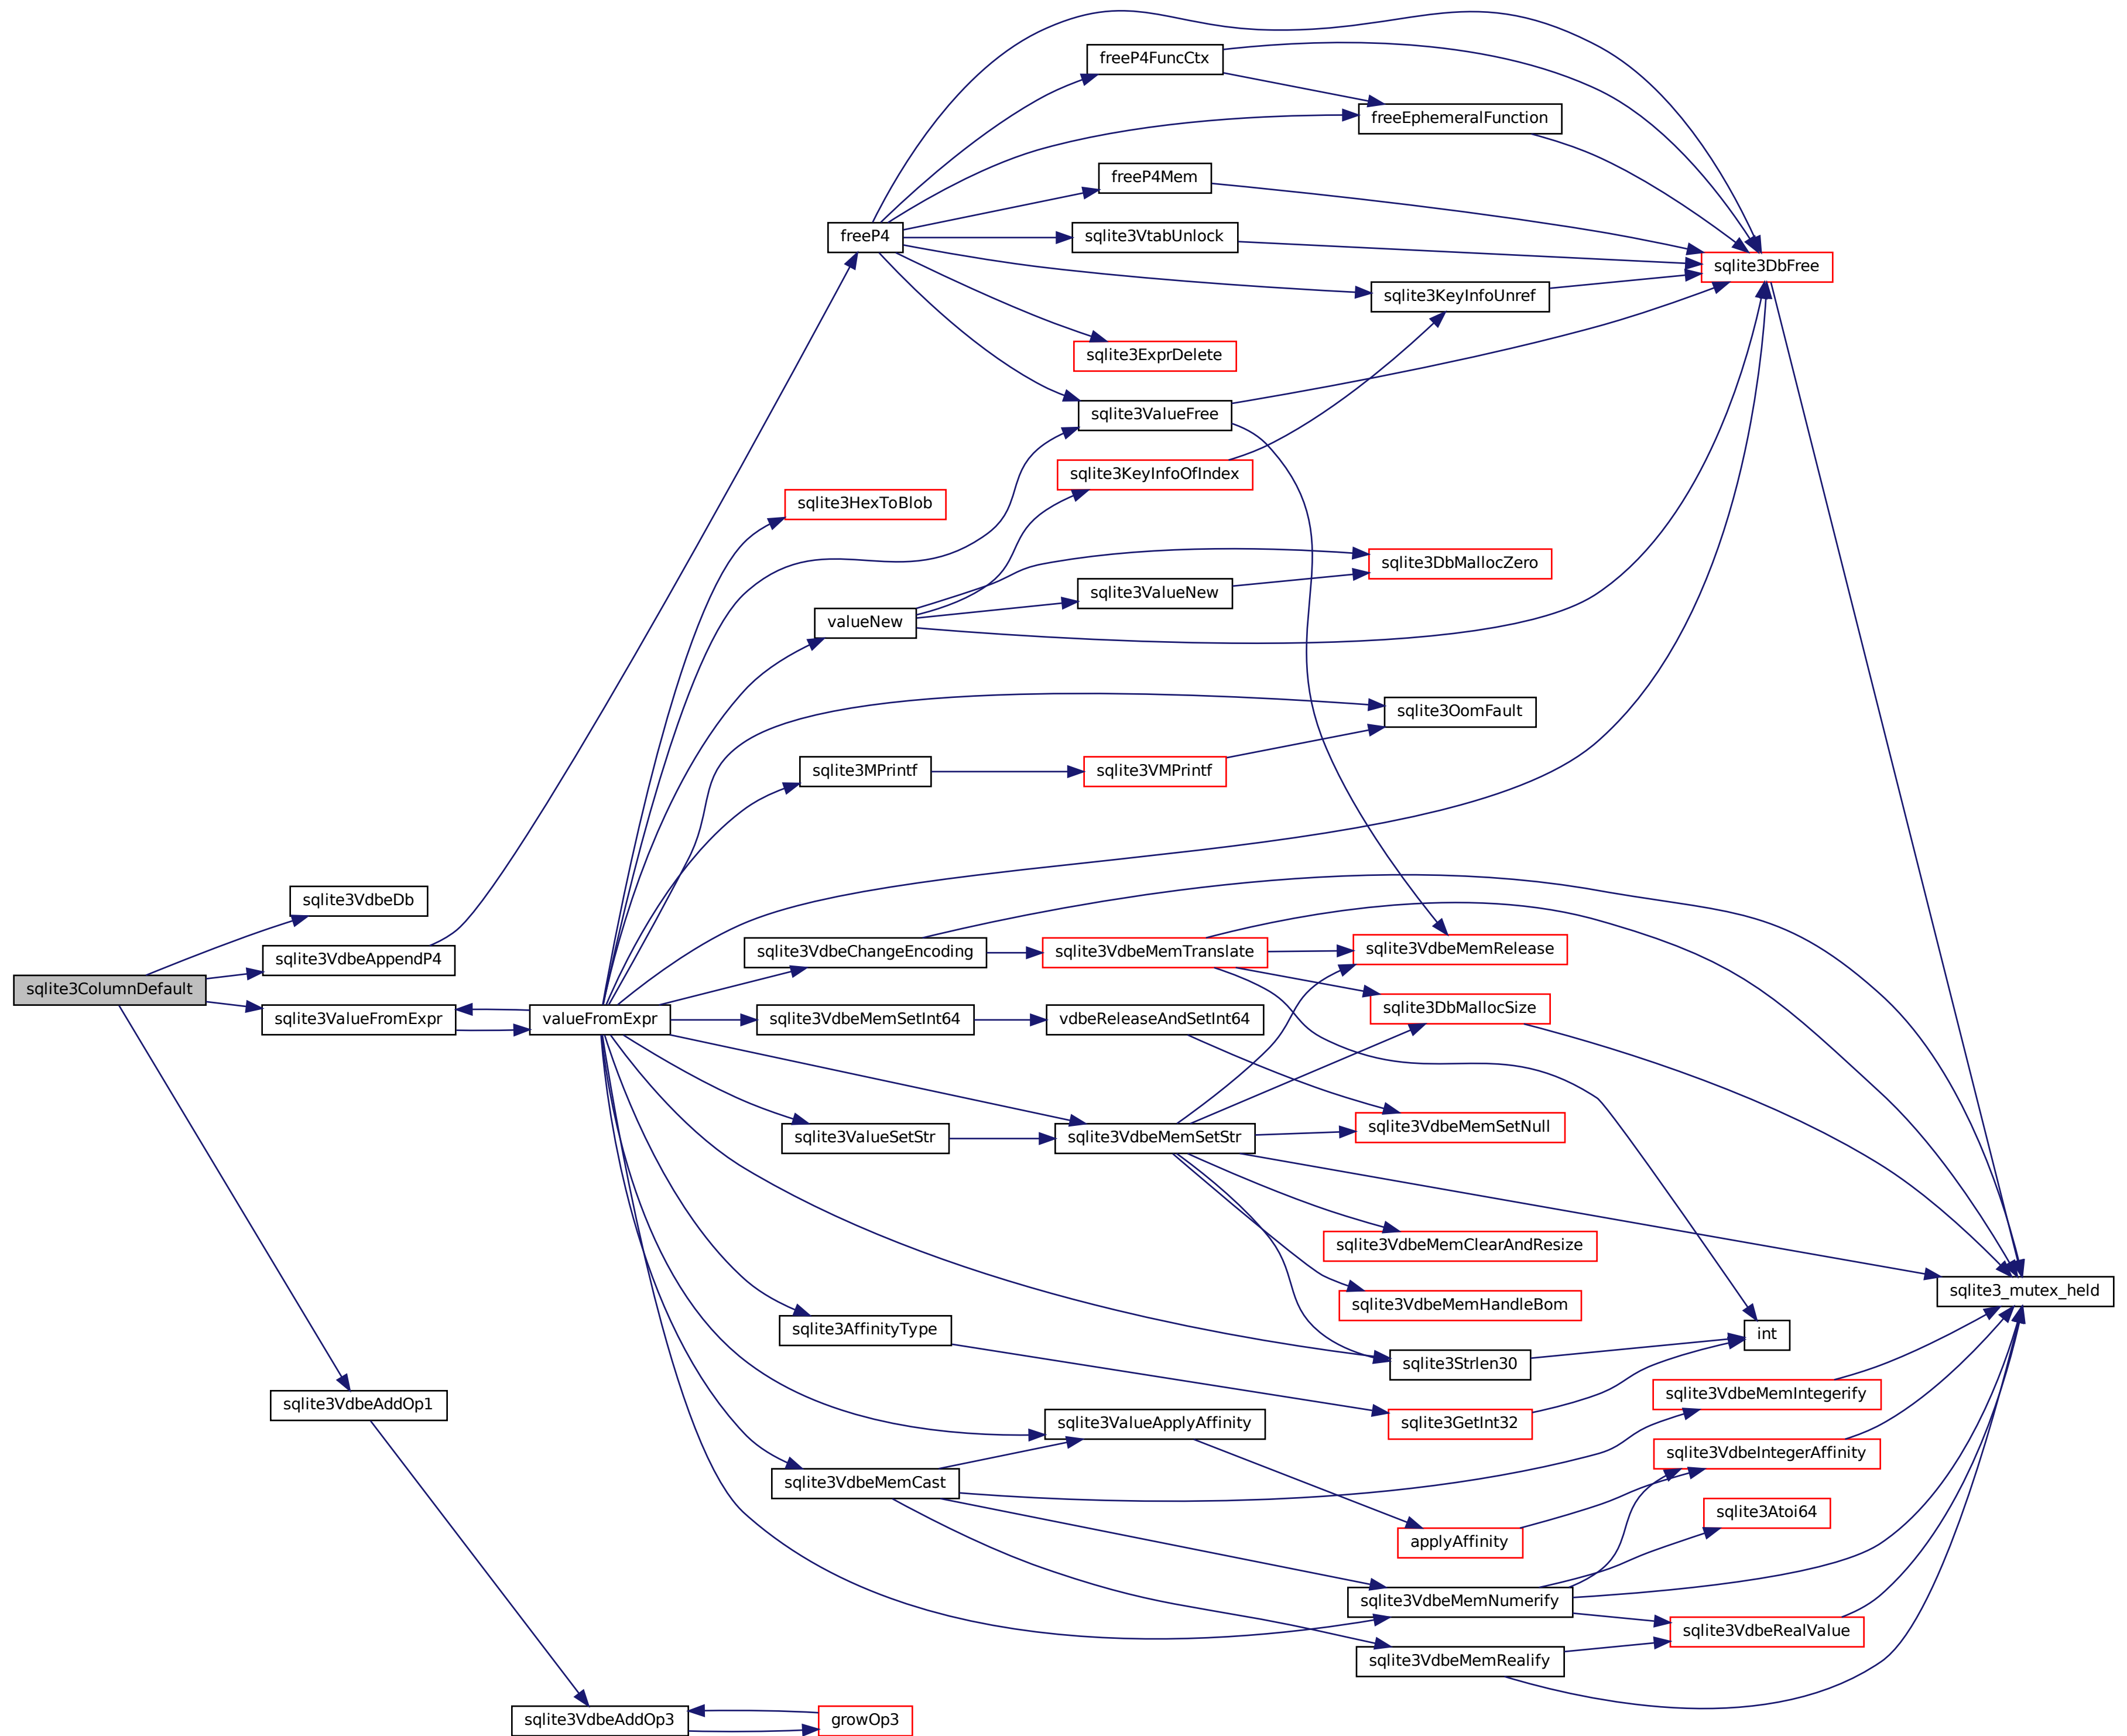 freeP4FuncCtx
freeEphemeralFunction
freeP4Mem
freeP4
sqlite3VtabUnlock
sqlite3DbFree
sqlite3KeyInfoUnref
sqlite3ExprDelete
sqlite3ValueFree
sqlite3KeyInfoOfIndex
sqlite3HexToBlob
sqlite3DbMallocZero
sqlite3ValueNew
valueNew
sqlite3OomFault
sqlite3MPrintf
sqlite3VMPrintf
sqlite3VdbeDb
sqlite3VdbeChangeEncoding
sqlite3VdbeMemTranslate
sqlite3VdbeMemRelease
sqlite3VdbeAppendP4
sqlite3ColumnDefault
sqlite3DbMallocSize
sqlite3ValueFromExpr
valueFromExpr
sqlite3VdbeMemSetInt64
vdbeReleaseAndSetInt64
sqlite3VdbeMemSetNull
sqlite3ValueSetStr
sqlite3VdbeMemSetStr
sqlite3VdbeMemClearAndResize
sqlite3_mutex_held
sqlite3VdbeMemHandleBom
sqlite3AffinityType
int
sqlite3Strlen30
sqlite3VdbeMemIntegerify
sqlite3VdbeAddOp1
sqlite3ValueApplyAffinity
sqlite3GetInt32
sqlite3VdbeIntegerAffinity
sqlite3VdbeMemCast
sqlite3Atoi64
applyAffinity
sqlite3VdbeMemNumerify
sqlite3VdbeRealValue
sqlite3VdbeMemRealify
sqlite3VdbeAddOp3
growOp3